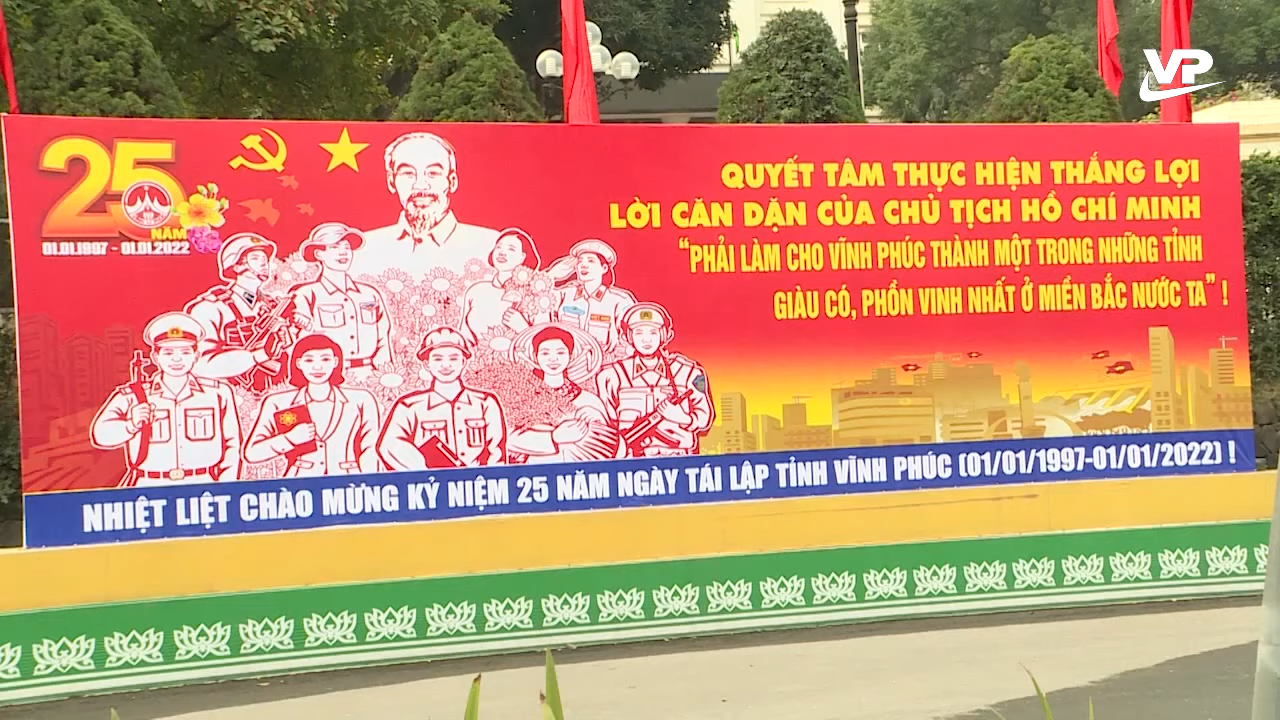 VP
25
NĂM
01.01.1997 - 01.01.2022
QUYẾT TÂM THỰC HIỆN THẮNG LỢI
LỜI CĂN DẶN CỦA CHỦ TỊCH HỒ CHÍ MINH
“PHẢI LÀM CHO VĨNH PHÚC THÀNH MỘT TRONG NHỮNG TỈNH
GIÀU CÓ, PHỒN VINH NHẤT Ở MIỀN BẮC NƯỚC TA” !
NHIỆT LIỆT CHÀO MỪNG KỶ NIỆM 25 NĂM NGÀY TÁI LẬP TỈNH VĨNH PHÚC (01/01/1997-01/01/2022) !